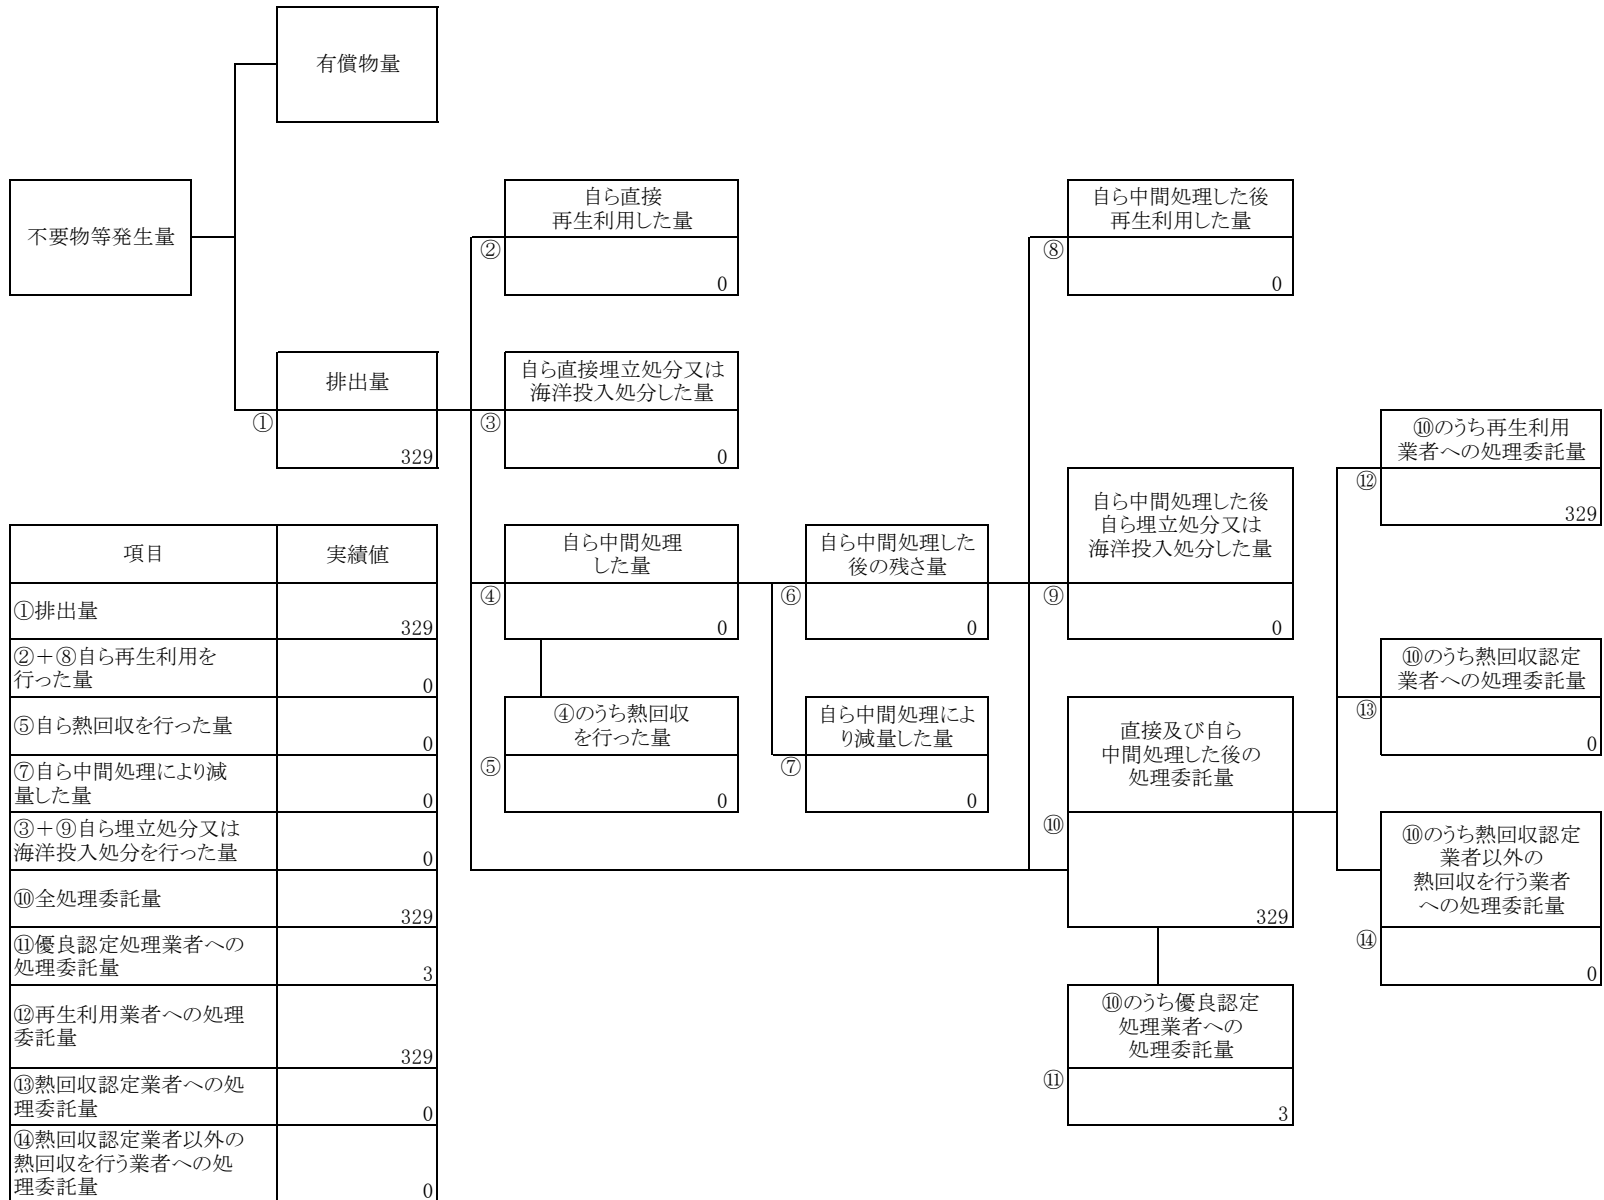 有償物量
不要物等発生量
自ら直接
再生利用した量
②
0
自ら中間処理した後
再生利用した量
⑧
0
排出量
①
329
自ら直接埋立処分又は
海洋投入処分した量
③
0
⑩のうち再生利用
業者への処理委託量
⑫
329
自ら中間処理
した量
④
0
自ら中間処理した
後の残さ量
⑥
0
自ら中間処理した後
自ら埋立処分又は
海洋投入処分した量
⑨
0
⑩のうち熱回収認定
業者への処理委託量
⑬
0
④のうち熱回収
を行った量
⑤
0
自ら中間処理によ
り減量した量
⑦
0
直接及び自ら
中間処理した後の
処理委託量
⑩
329
⑩のうち熱回収認定
業者以外の
熱回収を行う業者
への処理委託量
⑭
0
⑩のうち優良認定
処理業者への
処理委託量
⑪
3
項目 実績値
①排出量 329
②+⑧自ら再生利用を
行った量 0
⑤自ら熱回収を行った量 0
⑦自ら中間処理により減
量した量 0
③+⑨自ら埋立処分又は
海洋投入処分を行った量 0
⑩全処理委託量 329
⑪優良認定処理業者への
処理委託量 3
⑫再生利用業者への処理
委託量 329
⑬熱回収認定業者への処
理委託量 0
⑭熱回収認定業者以外の
熱回収を行う業者への処
理委託量 0